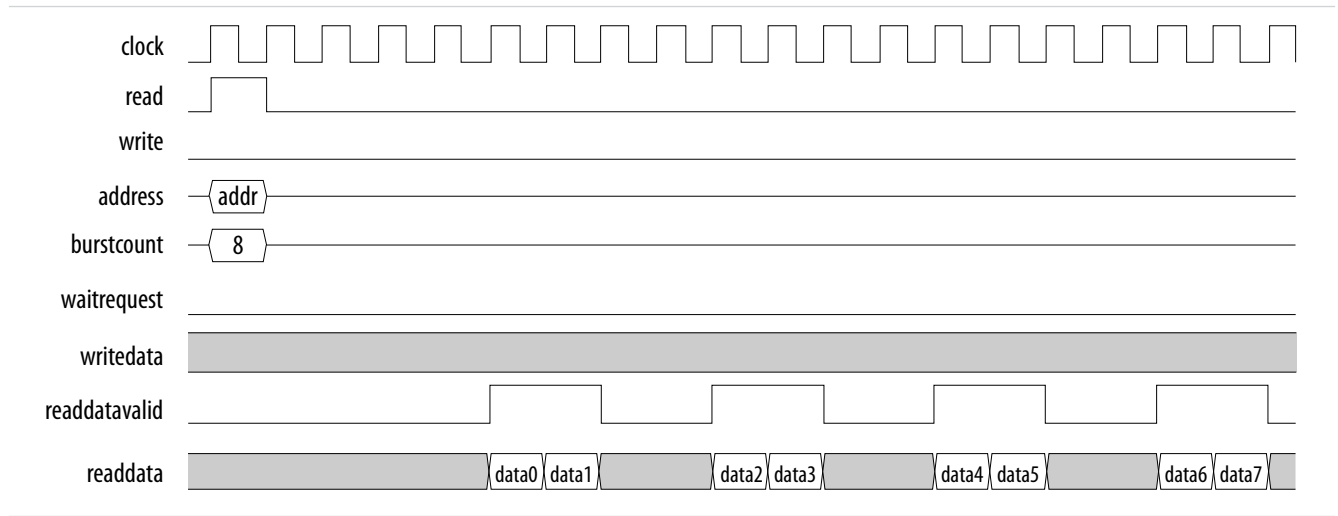 clock
read
write
address addr
burstcount 8
waitrequest
writedata
readdatavalid
readdata data0 data1 data2 data3 data4 data5 data6 data7